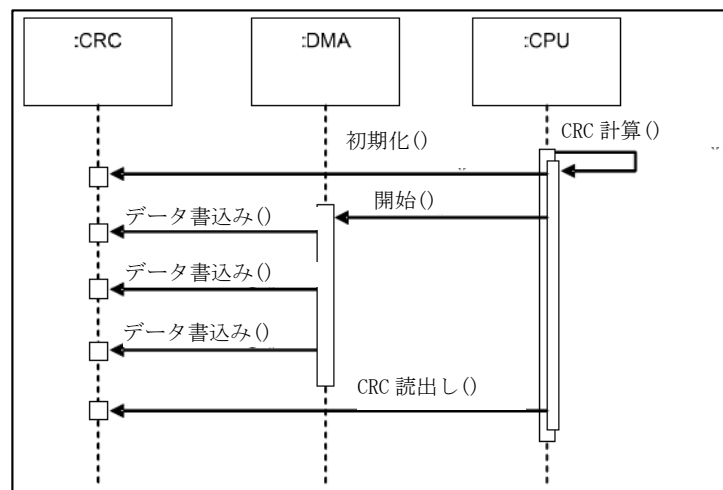 :CRC
:DMA
:CPU
CRC 計算()
初期化()
開始()
データ書込み()
データ書込み()
データ書込み()
CRC 読出し()